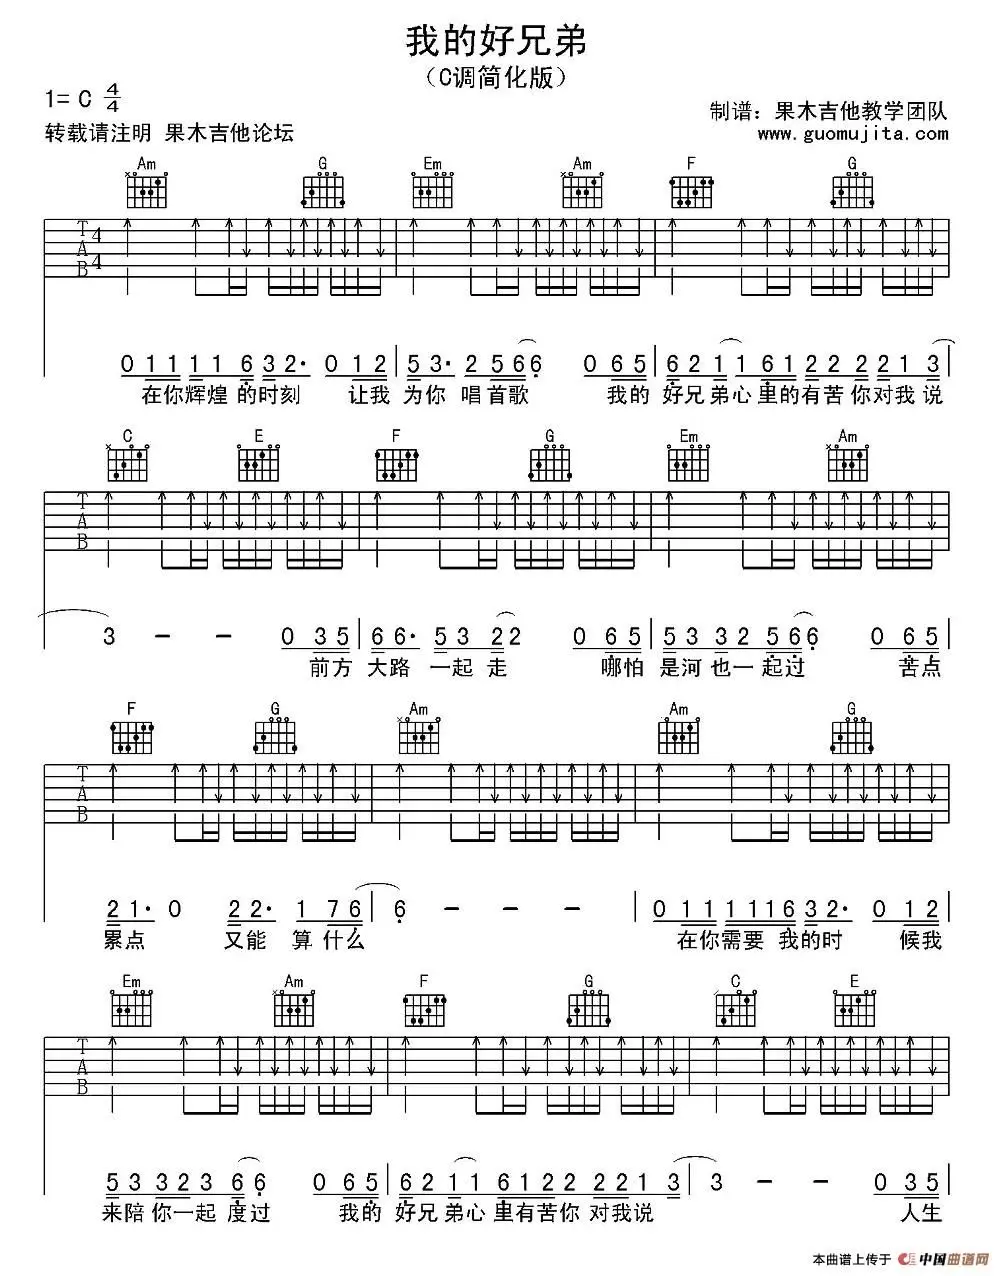 我的好兄弟
（C调简化版）
1= C 4/4
制谱：果木吉他教学团队
转载请注明 果木吉他论坛
www.guomujita.com
Am G Em Am F G
T A B 4 4
0 1 1 1 1 6 3 2· 0 1 2 | 5 3· 2 5 6 6· 0 6 5 | 6 2 1 1 6 1 2 2 2 2 2 1 3
在你辉煌 的时刻 让我 为你 唱首歌 我的 好兄弟心里的有苦你对我说
C E F G Em Am
T A B
3 - - 0 3 5 | 6 6· 5 3 2 2 0 6 5 | 5 3 3 2 5 6 6 0 6 5
前方 大路 一起 走 哪怕 是河也一起过 苦点
F G Am Am G
T A B
2 1· 0 2 2· 1 7 6 | 6 - - | 0 1 1 1 1 1 6 3 2· 0 1 2
累点 又能 算什么 在你需要 我的时 候我
Em Am F G C E
T A B
5 3 3 2 5 6 6 0 6 5 | 6 2 1 1 6 1 2 2 2 2 2 1 3 | 3 - - 0 3 5
来陪你一起 度过 我的 好兄弟心里有苦你 对我说 人生
本曲谱上传于 中国曲谱网